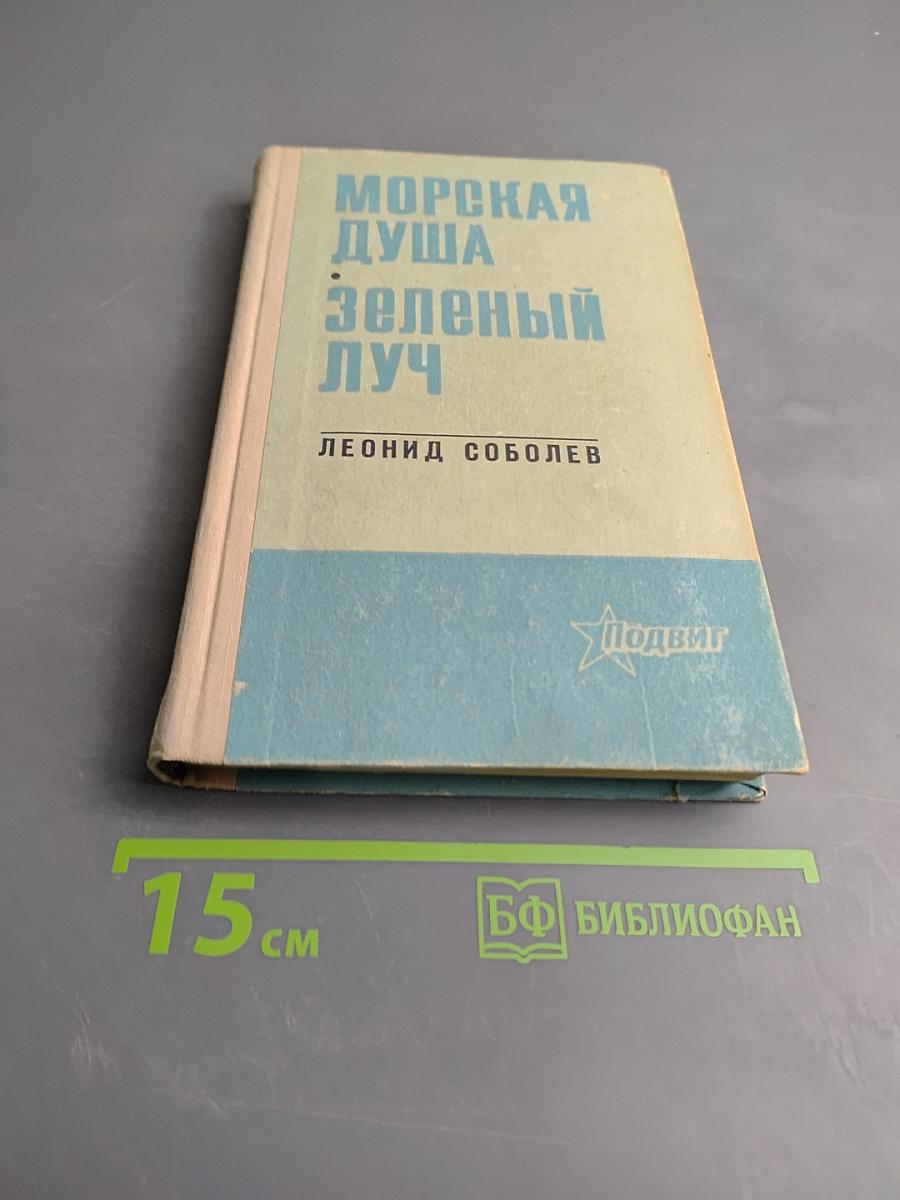 МОРСКАЯ
ДУША
•
зеленый
ЛУЧ
ЛЕОНИД СОБОЛЕВ
Подвиг
15 см
БФ БИБЛИОФАН